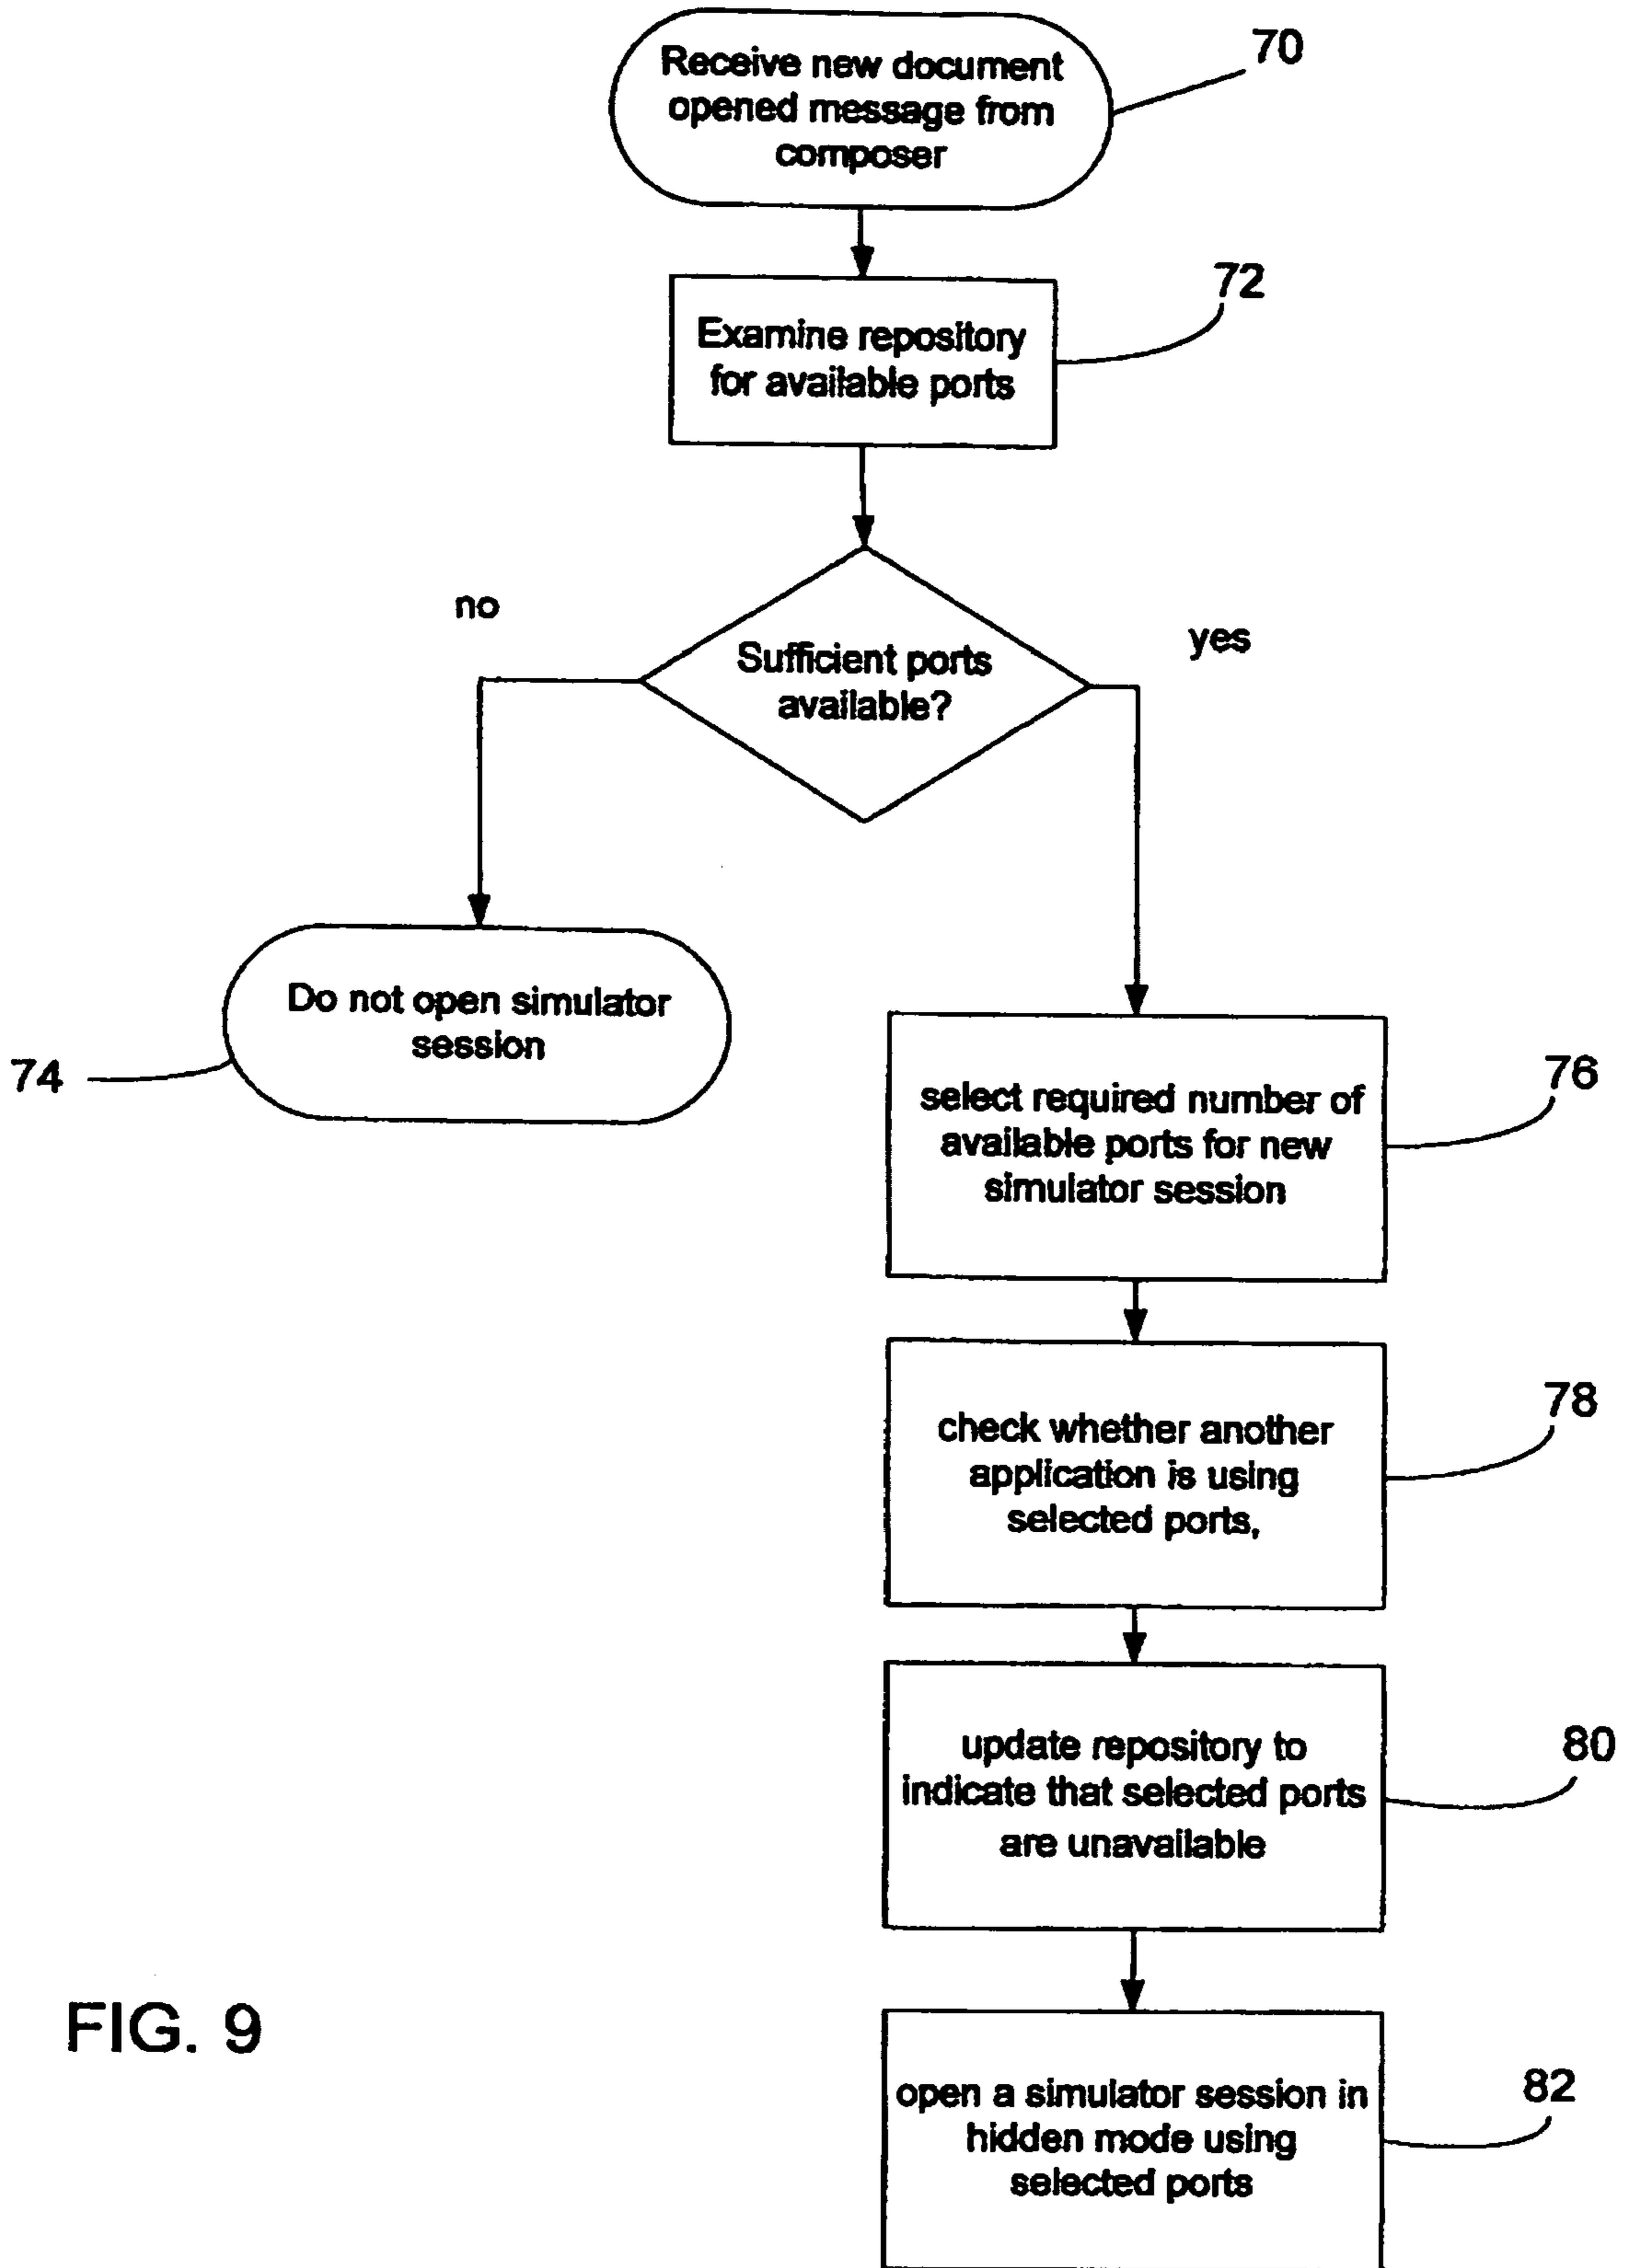 Receive new document
opened message from
composer
70
72
Examine repository
for available ports
no
yes
Sufficient ports
available?
Do not open simulator
session
74
76
select required number of
available ports for new
simulator session
78
check whether another
application is using
selected ports,
80
update repository to
indicate that selected ports
are unavailable
FIG. 9
82
open a simulator session in
hidden mode using
selected ports